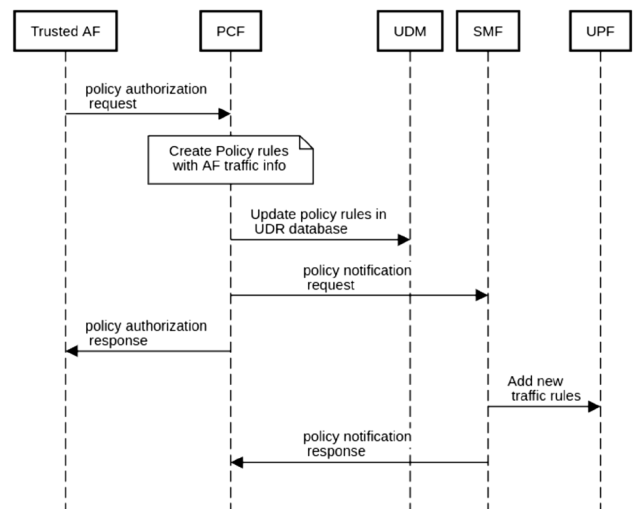 Trusted AF
PCF
UDM
SMF
UPF
policy authorization
request
Create Policy rules
with AF traffic info
Update policy rules in
UDR database
policy notification
request
policy authorization
response
Add new
traffic rules
policy notification
response